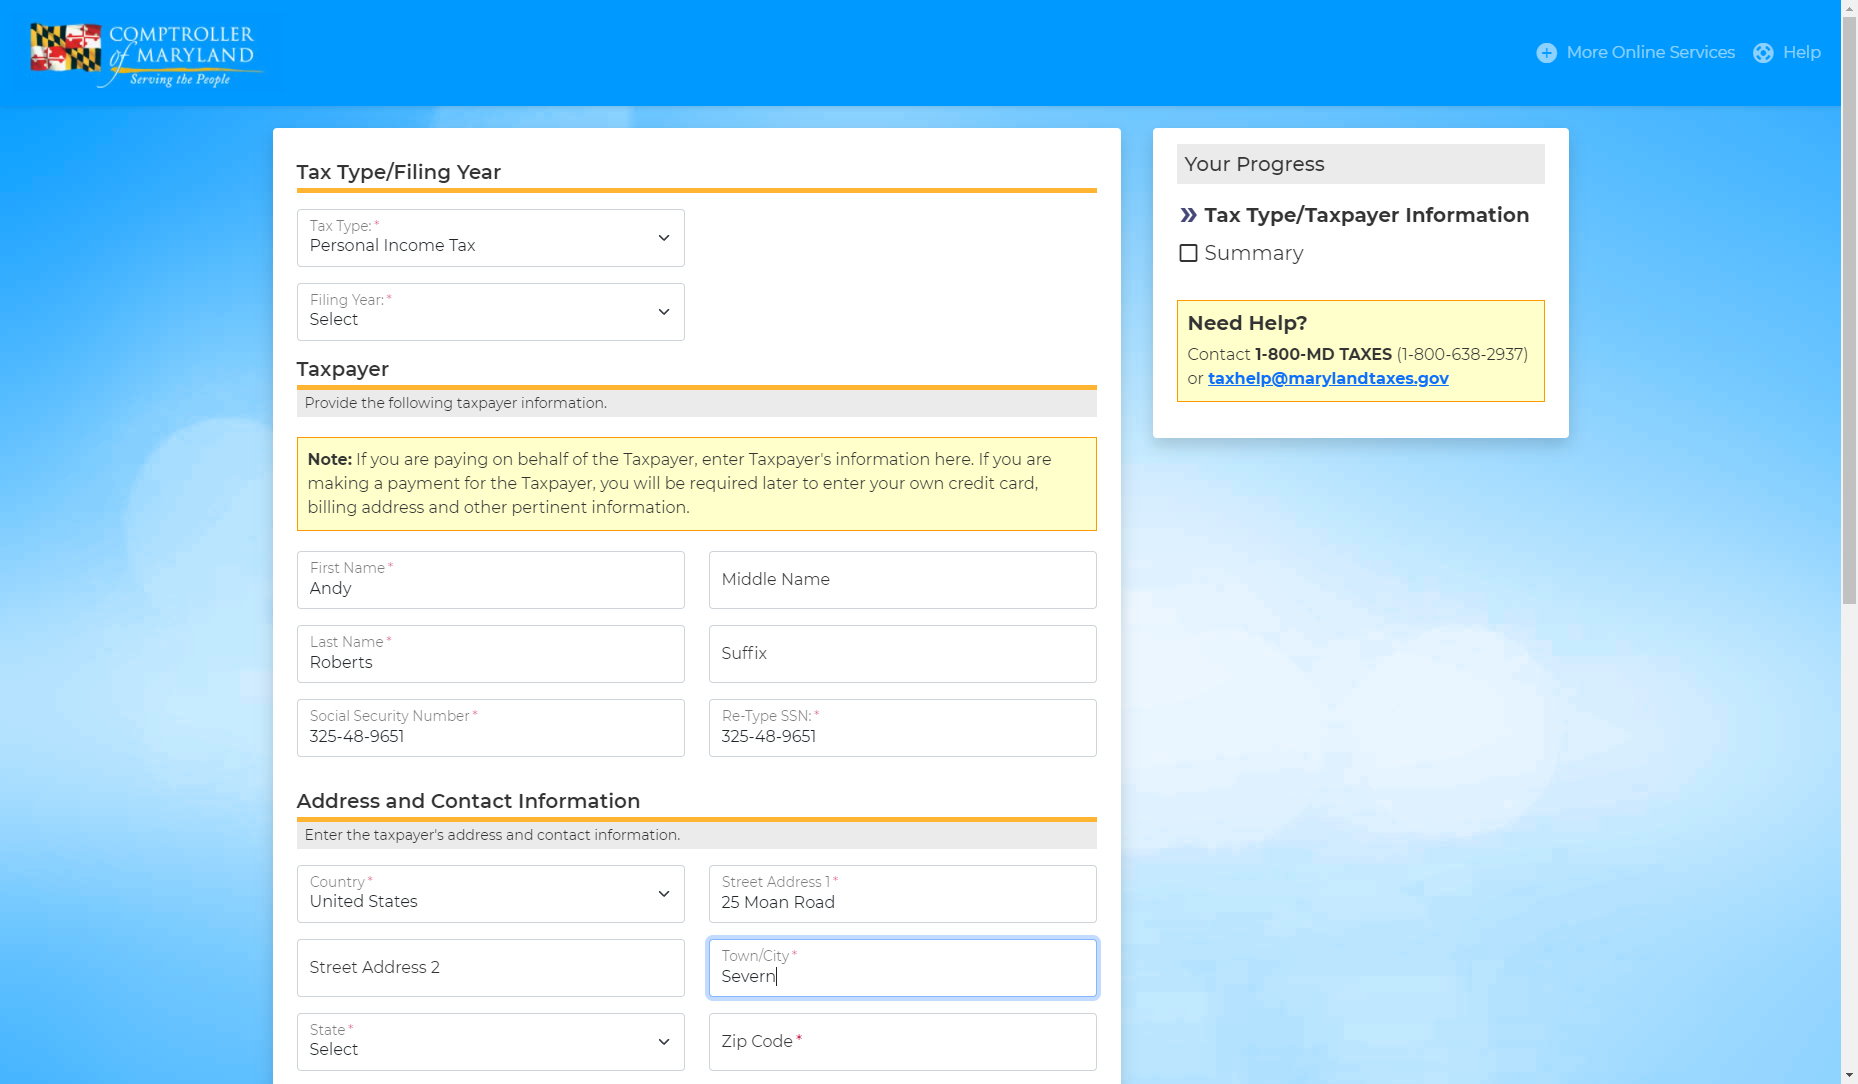 COMPTROLLER
of MARYLAND
Serving the People
More Online Services
Help
Tax Type/Filing Year
Tax Type: *
Personal Income Tax
Filing Year: *
Select
Taxpayer
Provide the following taxpayer information.
Note: If you are paying on behalf of the Taxpayer, enter Taxpayer's information here. If you are
making a payment for the Taxpayer, you will be required later to enter your own credit card,
billing address and other pertinent information.
First Name *
Andy
Middle Name
Last Name *
Roberts
Suffix
Social Security Number *
325-48-9651
Re-Type SSN: *
325-48-9651
Address and Contact Information
Enter the taxpayer's address and contact information.
Country *
United States
Street Address 1 *
25 Moan Road
Street Address 2
Town/City *
Severn
State *
Select
Zip Code *
Your Progress
Tax Type/Taxpayer Information
Summary
Need Help?
Contact 1-800-MD TAXES (1-800-638-2937)
or taxhelp@marylandtaxes.gov